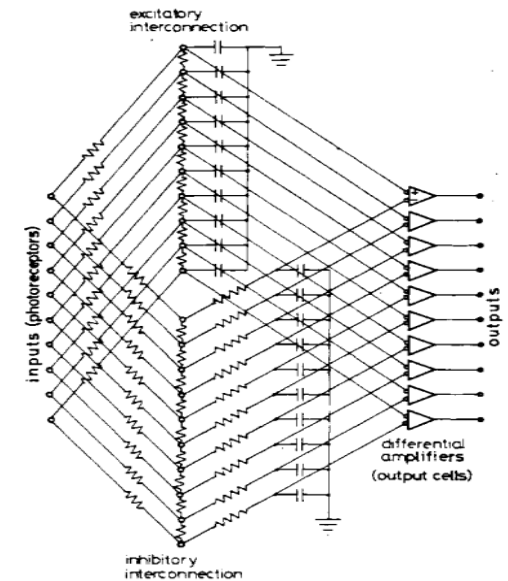 excitatory
interconnection
inputs (photoreceptors)
+
−
outputs
differential
amplifiers
(output cells)
inhibitory
interconnection